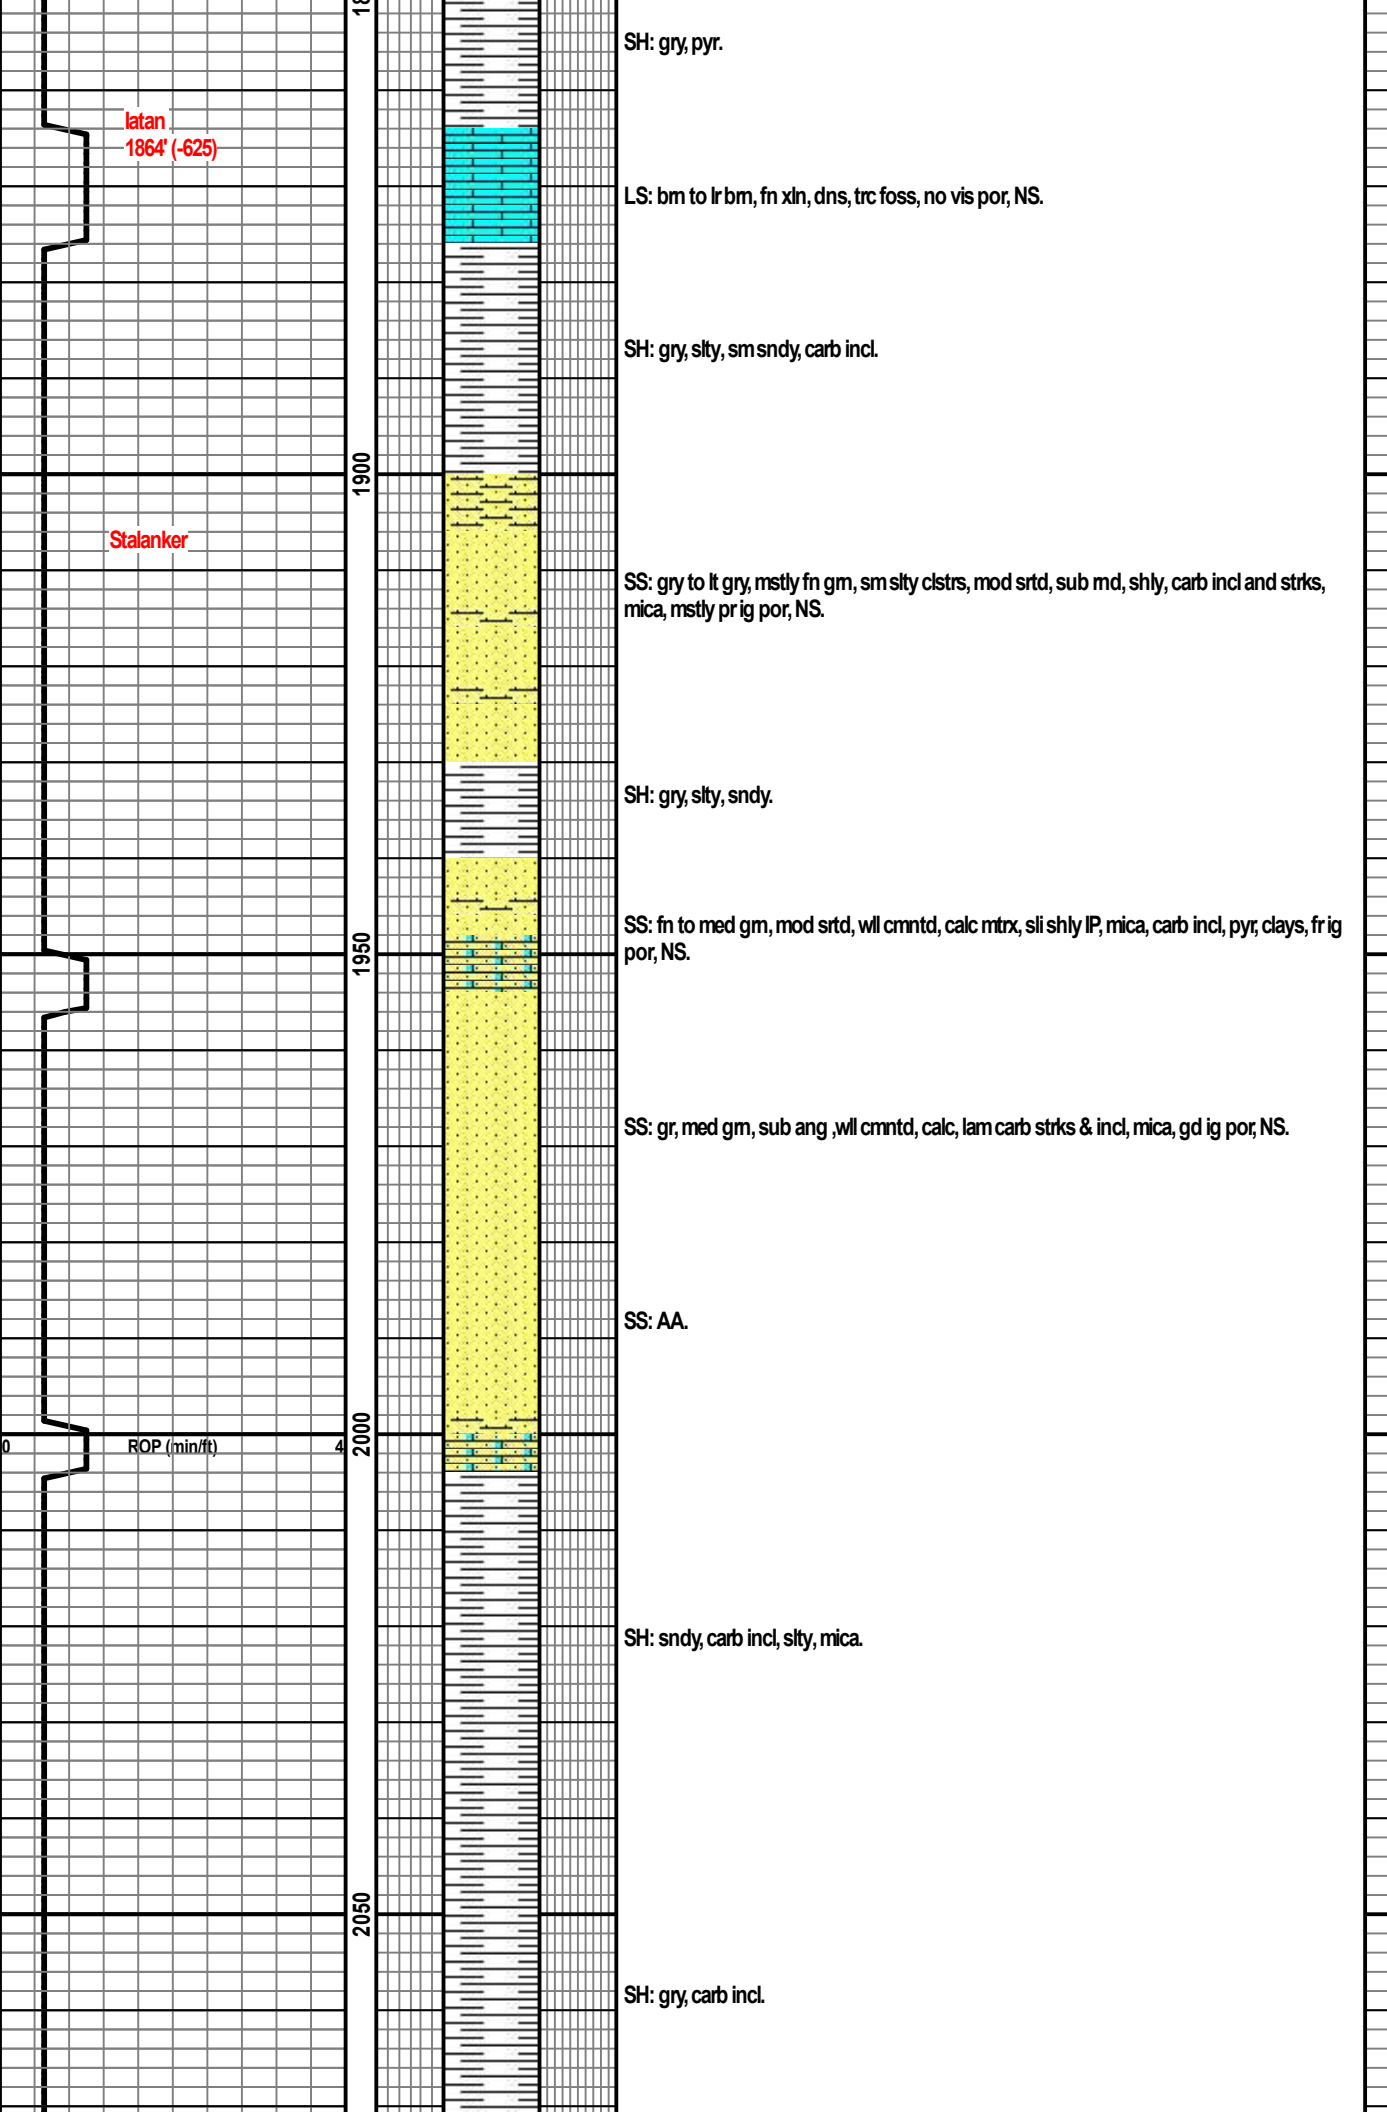 18
SH: gry, pyr.
Iatan
1864' (-625)
LS: brn to lr brn, fn xln, dns, trc foss, no vis por, NS.
SH: gry, slty, sm sndy, carb incl.
1900
Stalanker
SS: gry to lt gry, mstly fn grn, sm slty clstrs, mod srtd, sub rnd, shly, carb incl and strks,
mica, mstly pr ig por, NS.
SH: gry, slty, sndy.
SS: fn to med grn, mod srtd, wll cmntd, calc mtrx, sli shly IP, mica, carb incl, pyr, clays, fr ig
por, NS.
1950
SS: gr, med grn, sub ang ,wll cmntd, calc, lam carb strks & incl, mica, gd ig por, NS.
SS: AA.
2000
0 ROP (min/ft) 4
SH: sndy, carb incl, slty, mica.
2050
SH: gry, carb incl.